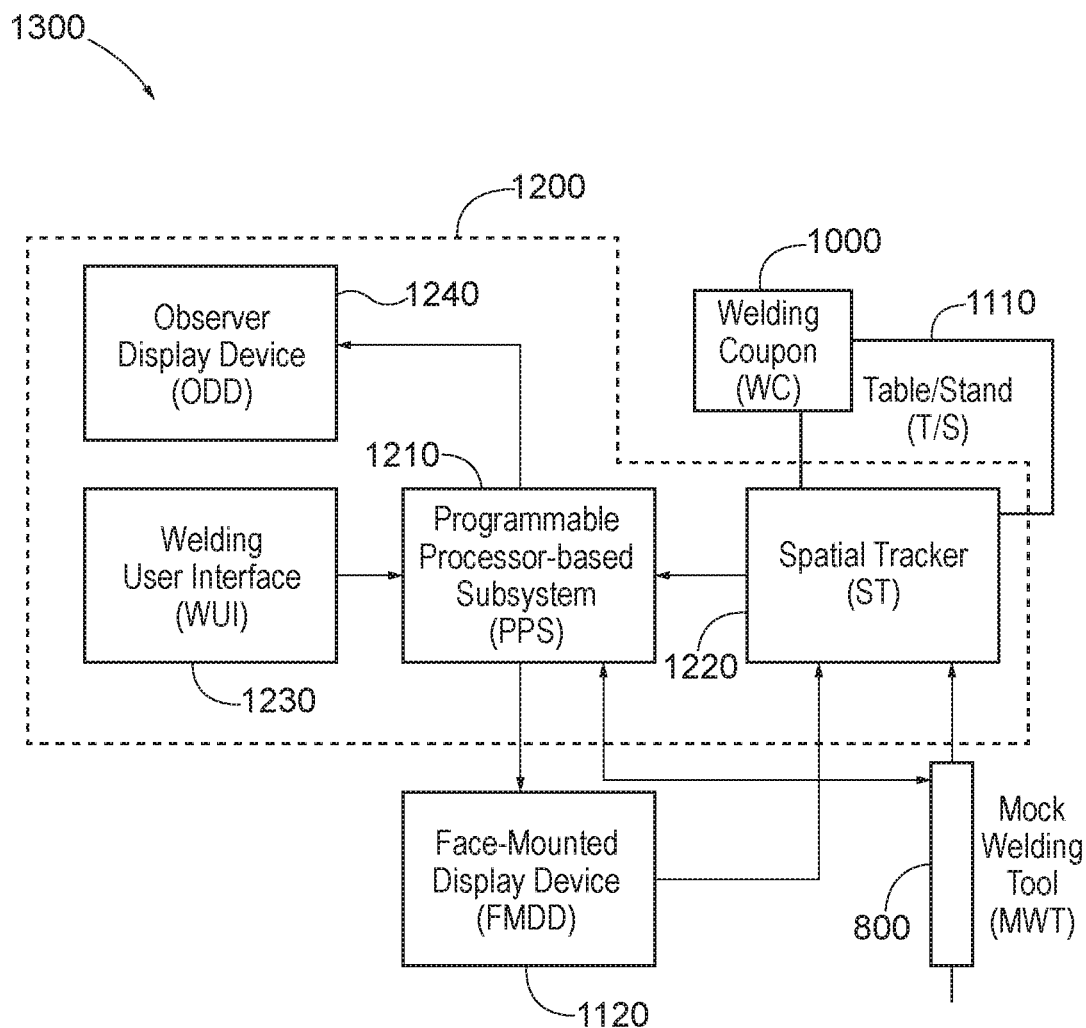 1300
1200
1000
1240
1110
Observer
Display Device
(ODD)
Welding
Coupon
(WC)
Table/Stand
(T/S)
1210
Welding
User Interface
(WUI)
Programmable
Processor-based
Subsystem
(PPS)
Spatial Tracker
(ST)
1220
1230
Face-Mounted
Display Device
(FMDD)
Mock
Welding
Tool
(MWT)
800
1120